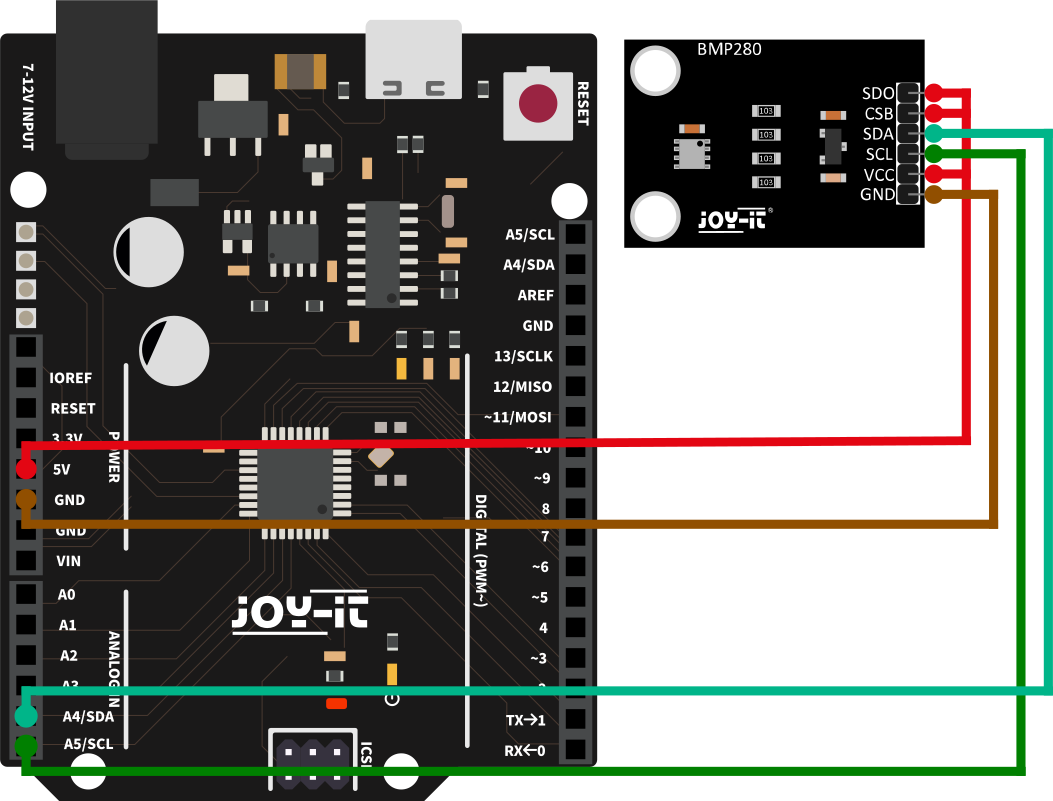 BMP280
SDO
CSB
SDA
SCL
VCC
GND
103
103
103
103
JOY-iT®
7-12V INPUT
RESET
IOREF
RESET
3.3V
5V
GND
GND
VIN
POWER
A0
A1
A2
A3
A4/SDA
A5/SCL
ANALOG IN
A5/SCL
A4/SDA
AREF
GND
13/SCLK
12/MISO
~11/MOSI
~10
~9
8
7
~6
~5
4
~3
2
TX→1
RX←0
DIGITAL (PWM~)
JOY-iT
ICSP